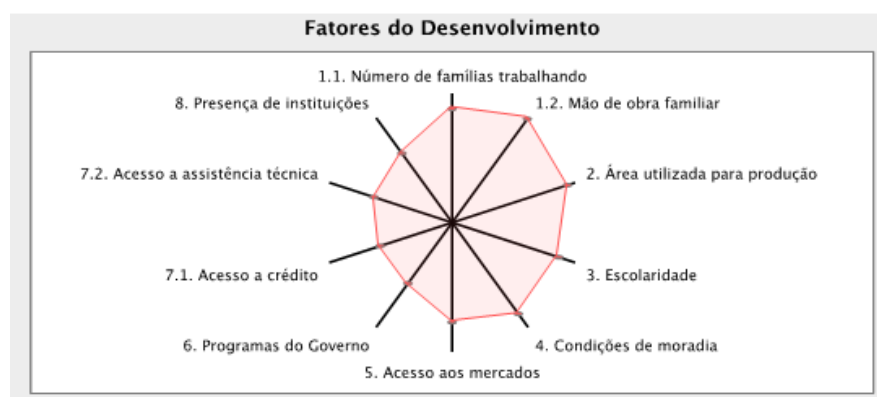 Fatores do Desenvolvimento
1.1. Número de famílias trabalhando
8. Presença de instituições
1.2. Mão de obra familiar
7.2. Acesso a assistência técnica
2. Área utilizada para produção
7.1. Acesso a crédito
3. Escolaridade
6. Programas do Governo
4. Condições de moradia
5. Acesso aos mercados